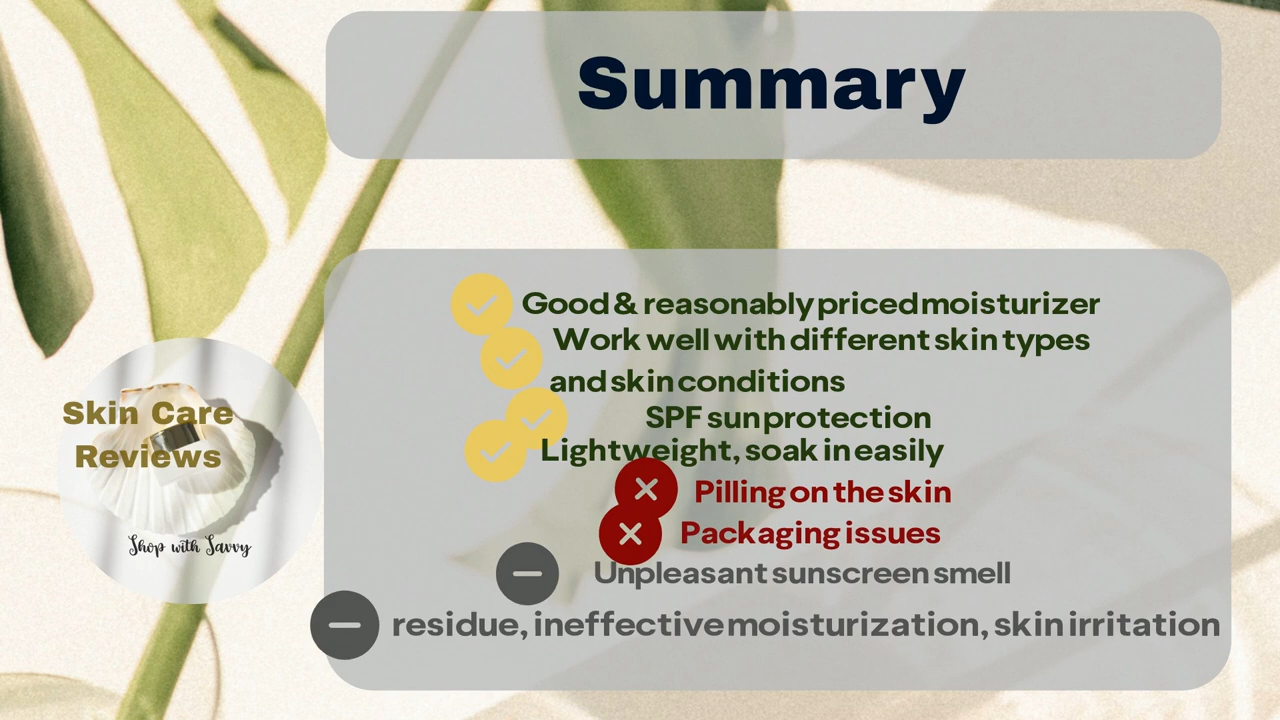 Summary
Good & reasonably priced moisturizer
Work well with different skin types
and skin conditions
SPF sun protection
Lightweight, soak in easily
Pilling on the skin
Packaging issues
Unpleasant sunscreen smell
residue, ineffective moisturization, skin irritation
Skin Care
Reviews
Shop with Savvy